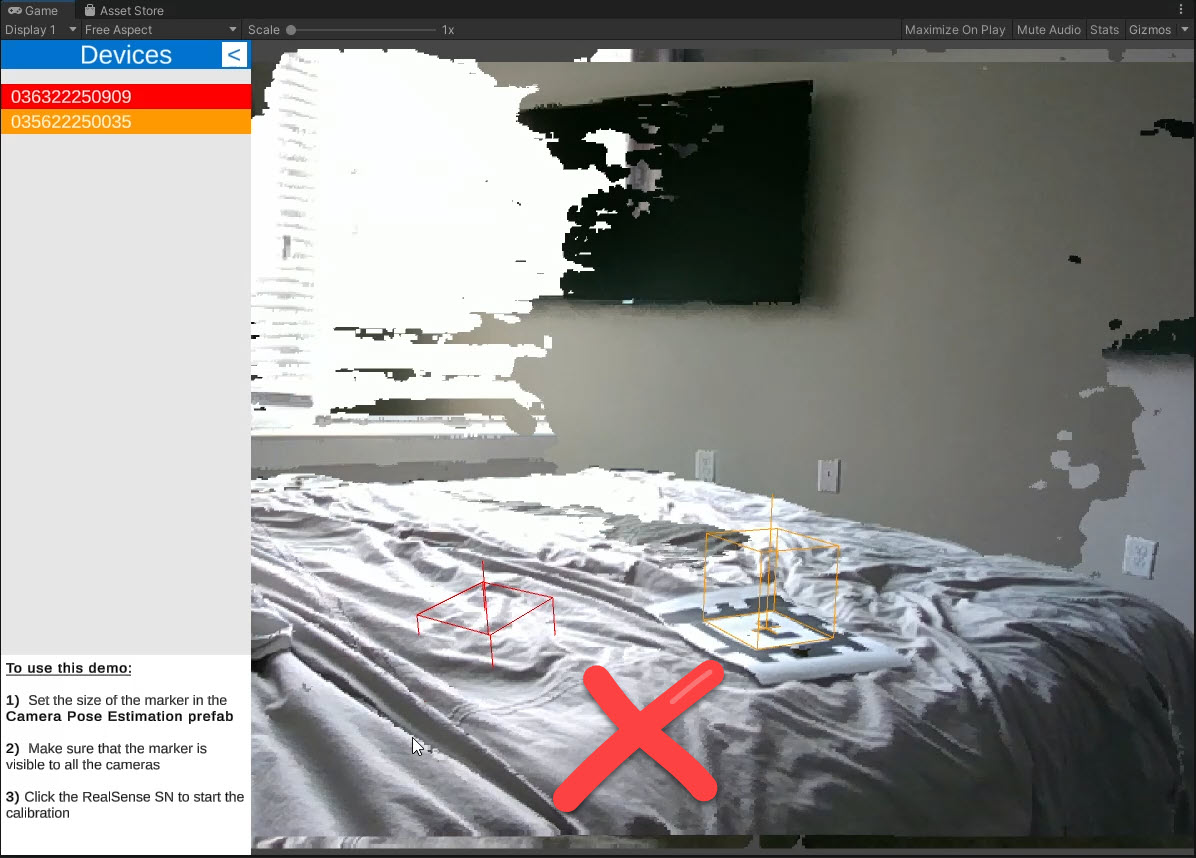 Game
Asset Store
Display 1
Free Aspect
Scale
1x
Maximize On Play
Mute Audio
Stats
Gizmos
Devices
<
036322250909
035622250035
To use this demo:
1) Set the size of the marker in the
Camera Pose Estimation prefab
2) Make sure that the marker is
visible to all the cameras
3) Click the RealSense SN to start the
calibration